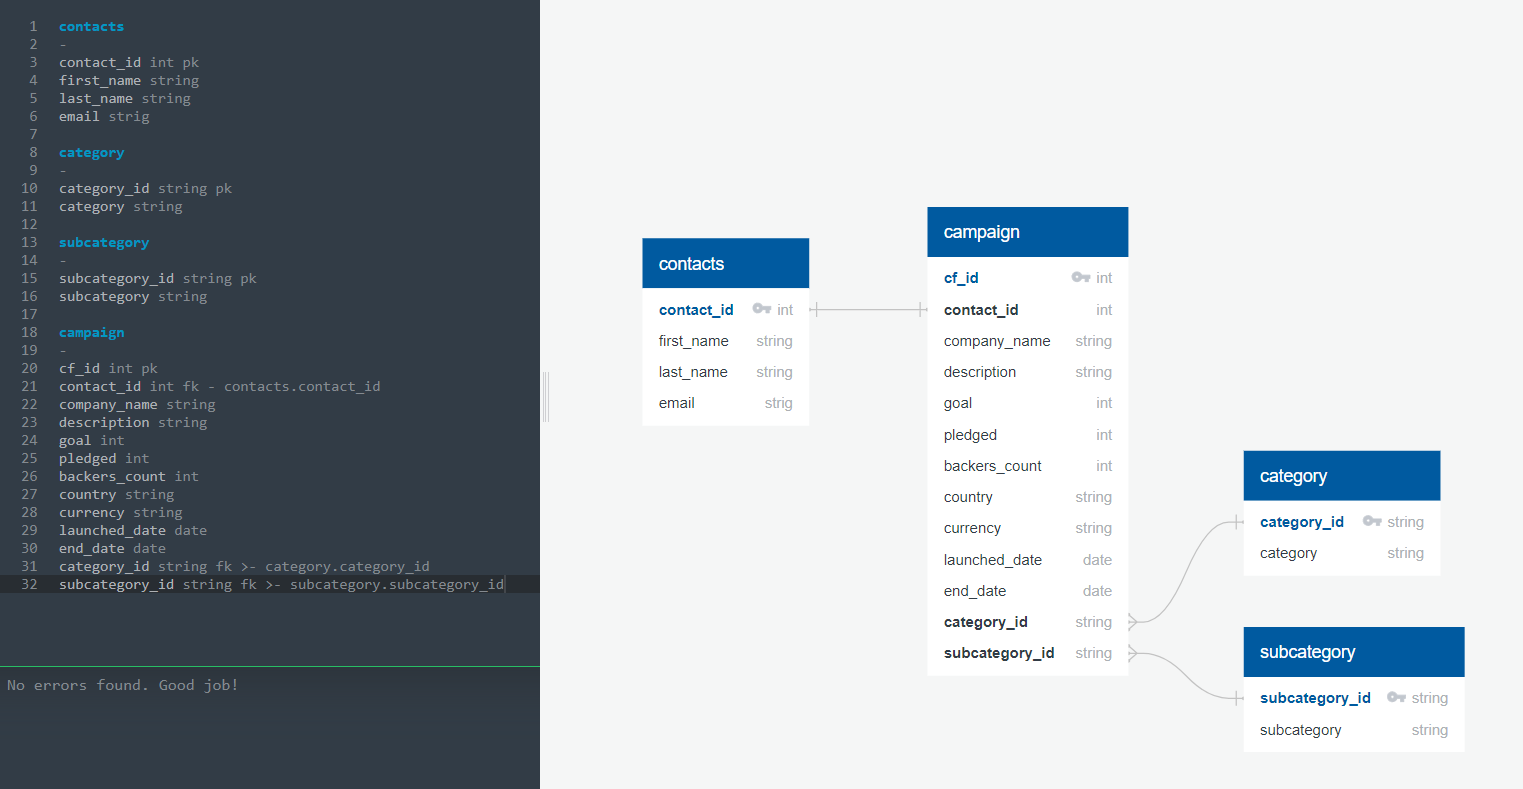 1 contacts
2 -
3 contact_id int pk
4 first_name string
5 last_name string
6 email strig
7
8 category
9 -
10 category_id string pk
11 category string
12
13 subcategory
14 -
15 subcategory_id string pk
16 subcategory string
17
18 campaign
19 -
20 cf_id int pk
21 contact_id int fk - contacts.contact_id
22 company_name string
23 description string
24 goal int
25 pledged int
26 backers_count int
27 country string
28 currency string
29 launched_date date
30 end_date date
31 category_id string fk >- category.category_id
32 subcategory_id string fk >- subcategory.subcategory_id
No errors found. Good job!
contacts
contact_id int
first_name string
last_name string
email strig
campaign
cf_id int
contact_id int
company_name string
description string
goal int
pledged int
backers_count int
country string
currency string
launched_date date
end_date date
category_id string
subcategory_id string
category
category_id string
category string
subcategory
subcategory_id string
subcategory string